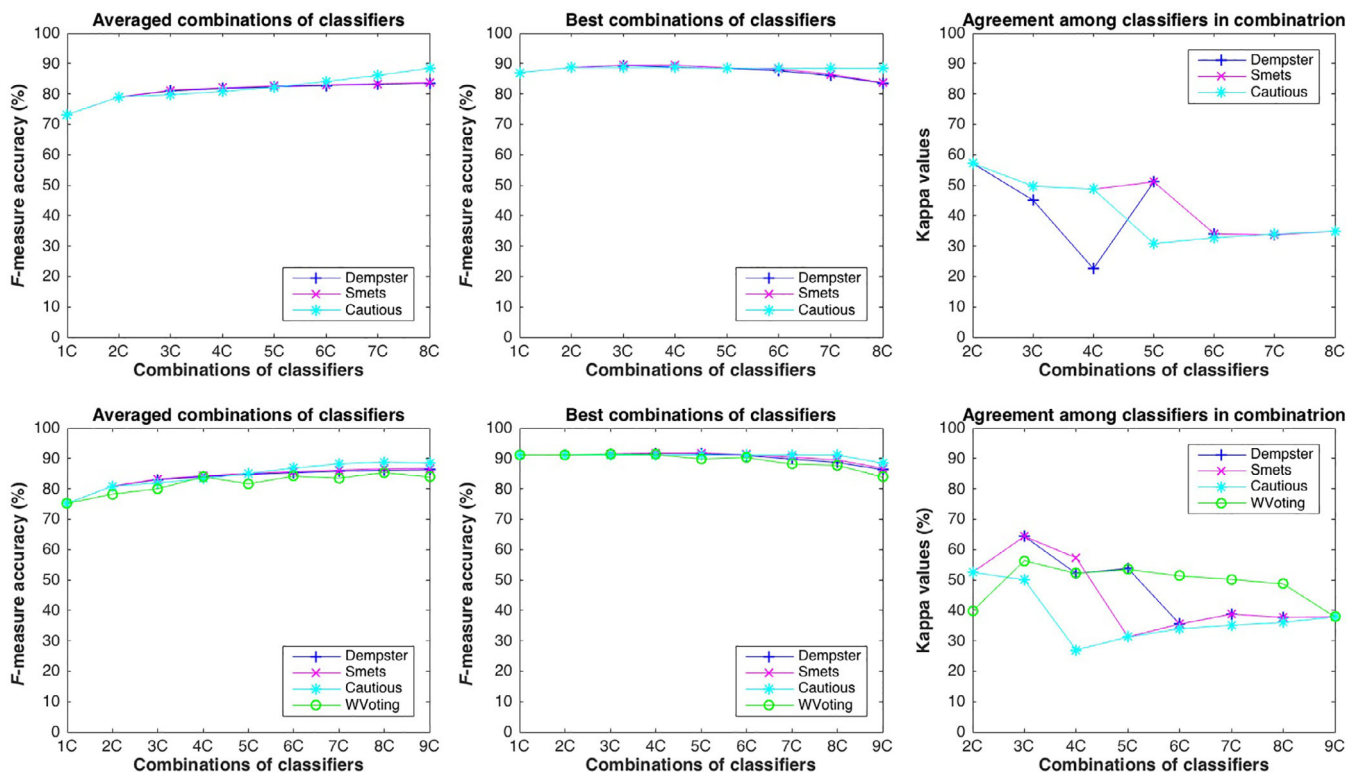 Averaged combinations of classifiers
100
90
80
70
60
50
40
30
20
10
0
F-measure accuracy (%)
Dempster
Smets
Cautious
1C 2C 3C 4C 5C 6C 7C 8C
Combinations of classifiers
Best combinations of classifiers
100
90
80
70
60
50
40
30
20
10
0
F-measure accuracy (%)
Dempster
Smets
Cautious
1C 2C 3C 4C 5C 6C 7C 8C
Combinations of classifiers
Agreement among classifiers in combinatrion
100
90
80
70
60
50
40
30
20
10
0
Kappa values
Dempster
Smets
Cautious
2C 3C 4C 5C 6C 7C 8C
Combinations of classifiers
Averaged combinations of classifiers
100
90
80
70
60
50
40
30
20
10
0
F-measure accuracy (%)
Dempster
Smets
Cautious
WVoting
1C 2C 3C 4C 5C 6C 7C 8C 9C
Combinations of classifiers
Best combinations of classifiers
100
90
80
70
60
50
40
30
20
10
0
F-measure accuracy (%)
Dempster
Smets
Cautious
WVoting
1C 2C 3C 4C 5C 6C 7C 8C 9C
Combinations of classifiers
Agreement among classifiers in combinatrion
100
90
80
70
60
50
40
30
20
10
0
Kappa values (%)
Dempster
Smets
Cautious
WVoting
2C 3C 4C 5C 6C 7C 8C 9C
Combinations of classifiers